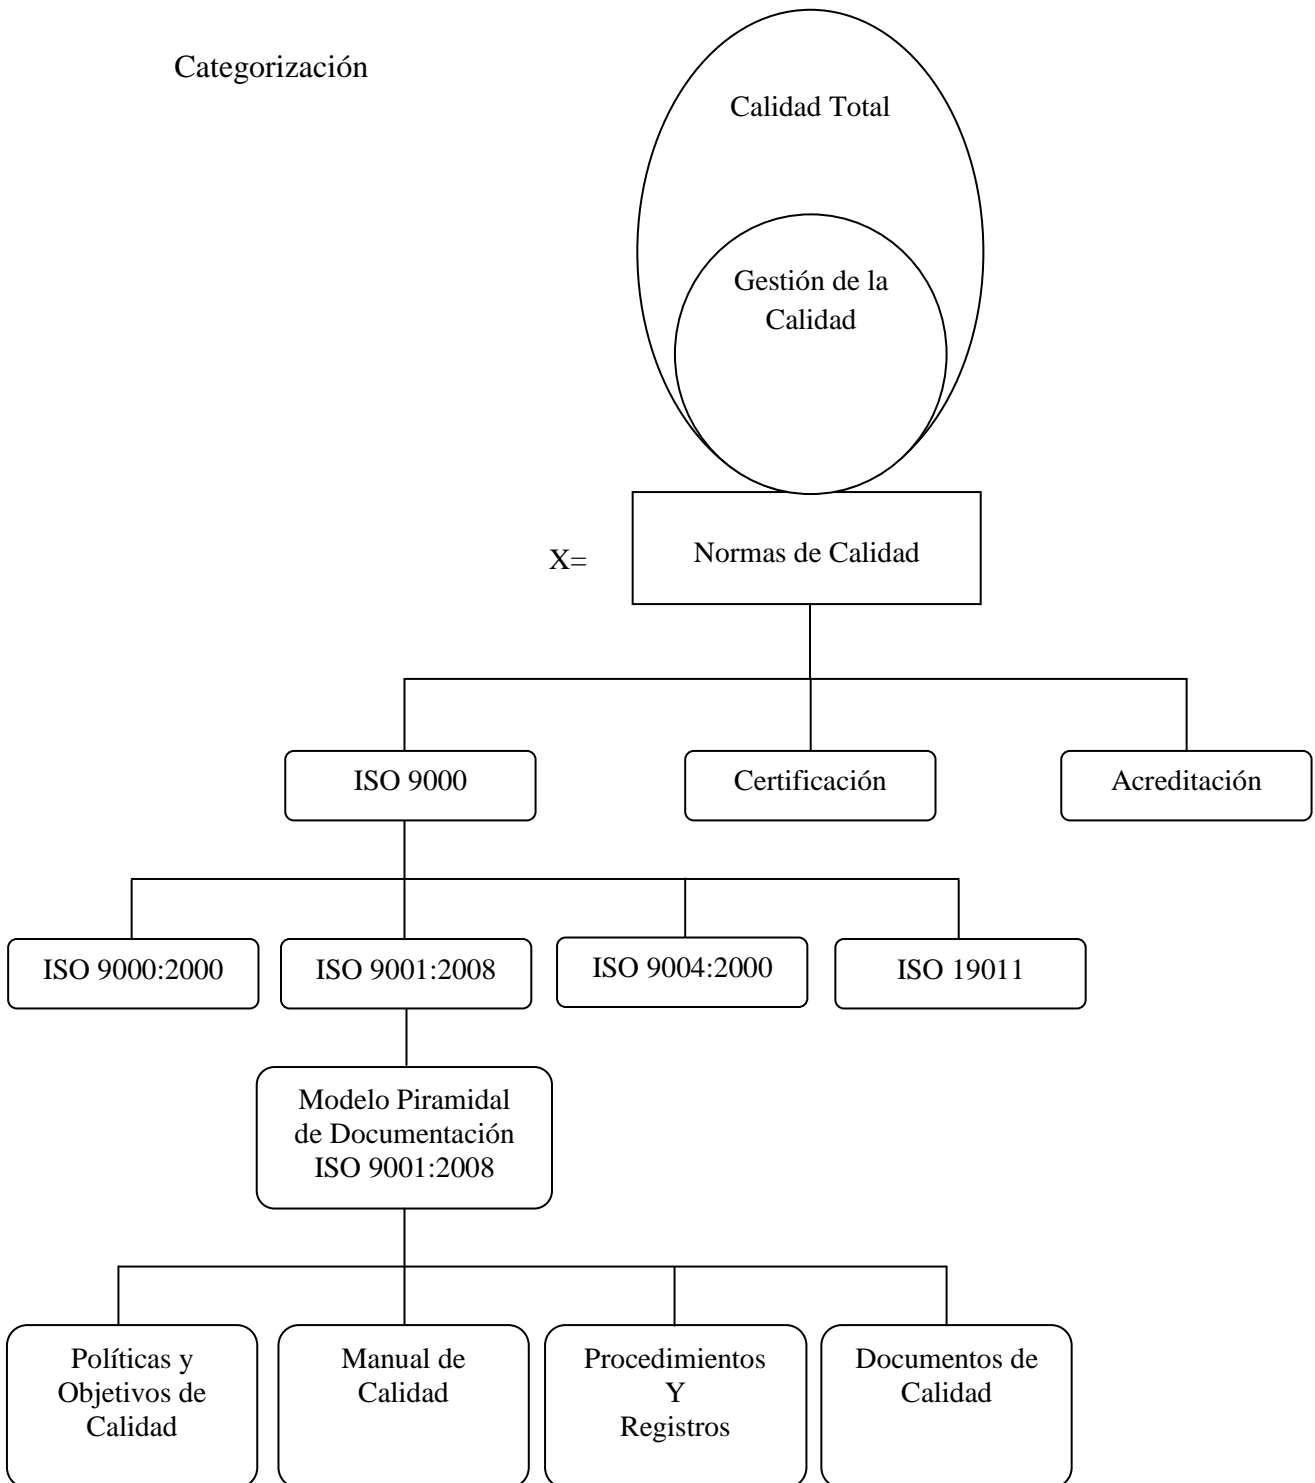 Categorización
Calidad Total
Gestión de la
Calidad
X=
Normas de Calidad
ISO 9000
Certificación
Acreditación
ISO 9000:2000
ISO 9001:2008
ISO 9004:2000
ISO 19011
Modelo Piramidal
de Documentación
ISO 9001:2008
Políticas y
Objetivos de
Calidad
Manual de
Calidad
Procedimientos
Y
Registros
Documentos de
Calidad